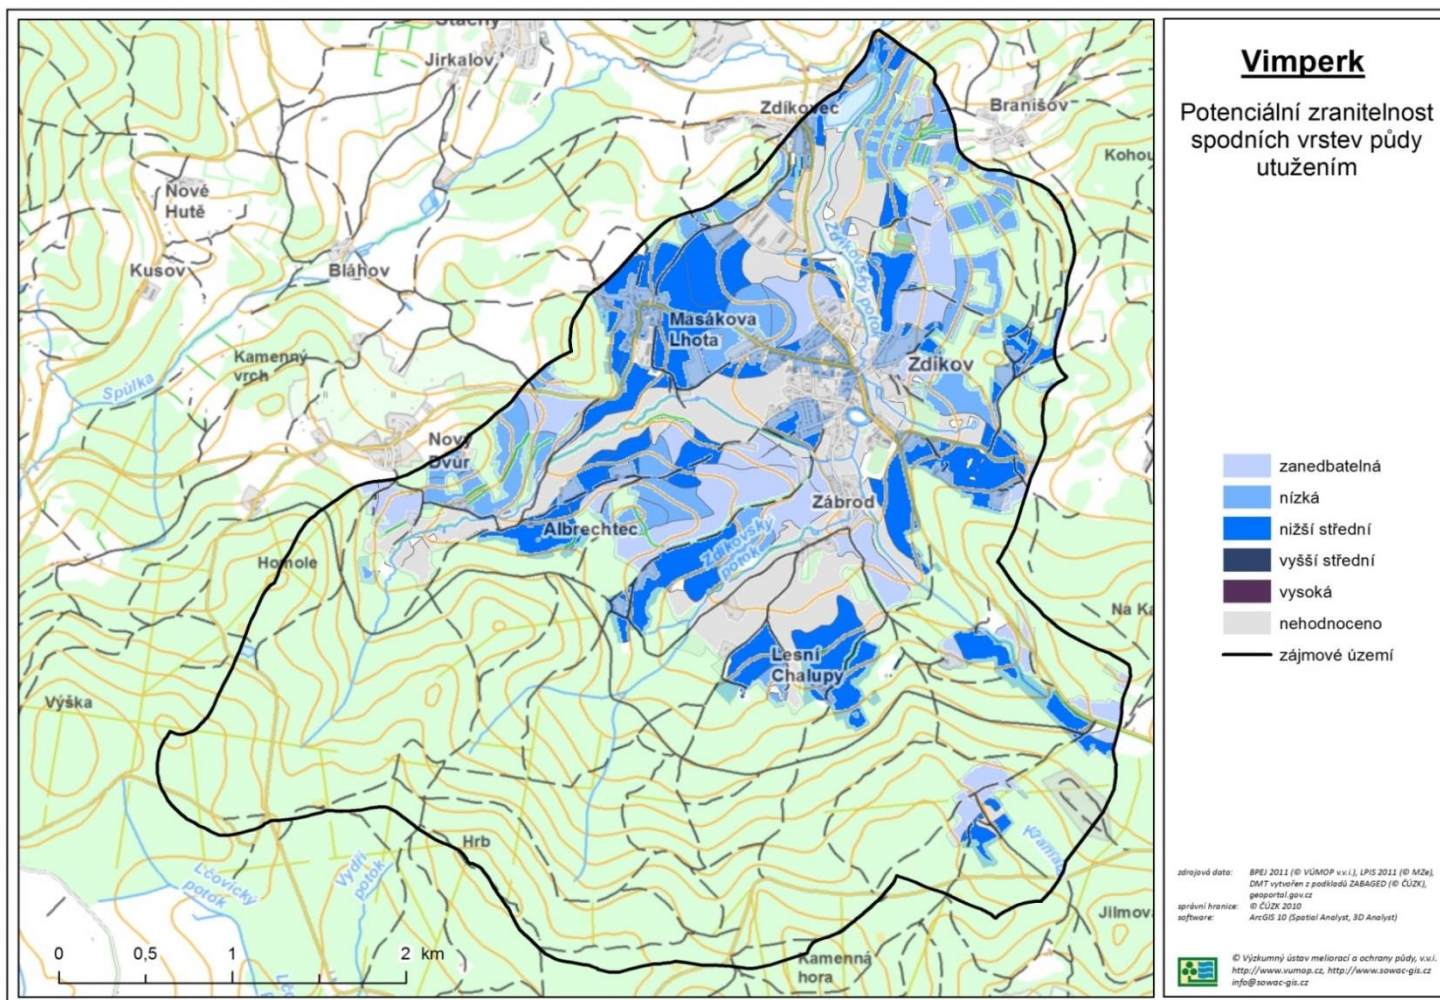 Stachy
Jirkalov
Zdíkovec
Branišov
Kohou
Nové
Hutě
Kusov
Bláhov
Zdíkovský potok
Masákova
Lhota
Zdíkov
Kamenný
vrch
Spůlka
Nový
Dvůr
Zábrod
Albrechtec
Zdíkovský
potok
Homole
Na Ka
Lesní
Chalupy
Výška
Hrb
Lčovický
potok
Vydří
potok
Jilmová
Kamenná
hora
0 0,5 1 2 km
Vimperk
Potenciální zranitelnost
spodních vrstev půdy
utužením
zanedbatelná
nízká
nižší střední
vyšší střední
vysoká
nehodnoceno
zájmové území
zdrojová data: BPEJ 2011 (© VÚMOP v.v.i.), LPIS 2011 (© MZe),
DMT vytvořen z podkladů ZABAGED (© ČÚZK),
geoportal.gov.cz
správní hranice: © ČÚZK 2010
software: ArcGIS 10 (Spatial Analyst, 3D Analyst)
© Výzkumný ústav meliorací a ochrany půdy, v.v.i.
http://www.vumop.cz, http://www.sowac-gis.cz
info@sowac-gis.cz